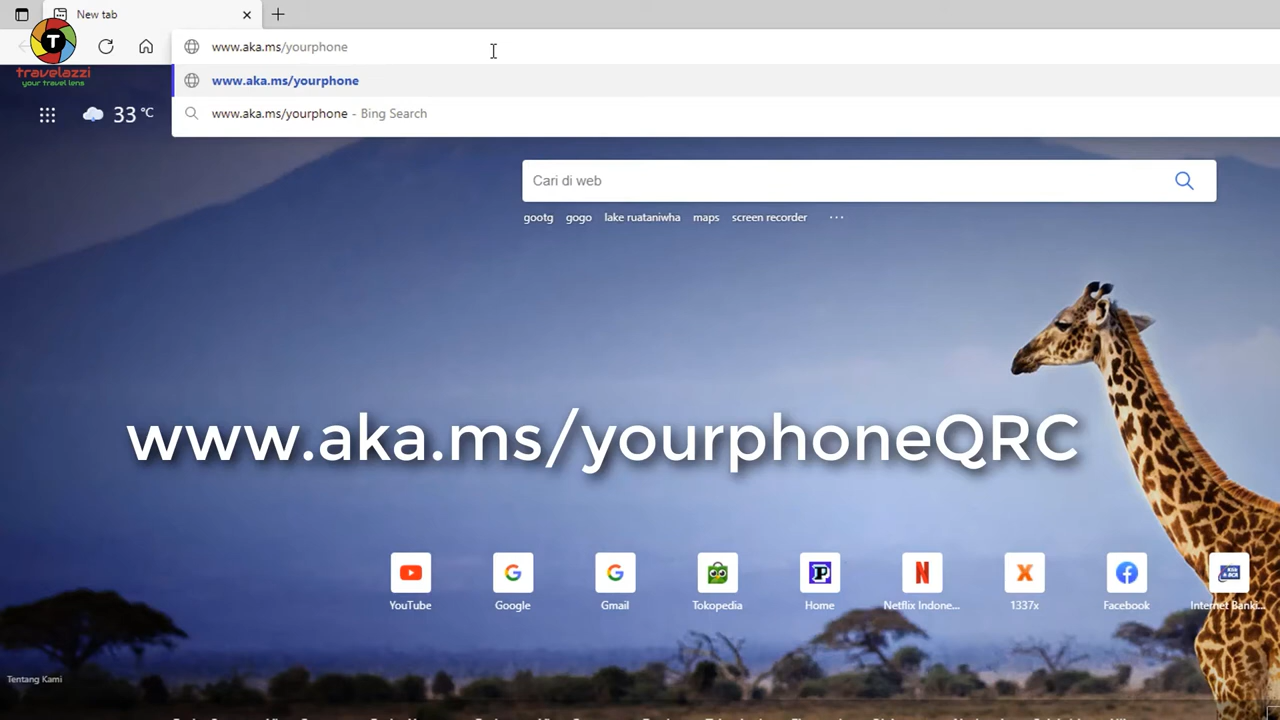 New tab
T
travelazzi
your travel lens
www.aka.ms/yourphone
www.aka.ms/yourphone
www.aka.ms/yourphone - Bing Search
33 °C
Cari di web
gootg gogo lake ruataniwha maps screen recorder ...
www.aka.ms/yourphoneQRC
YouTube Google Gmail Tokopedia Home Netflix Indone... 1337x Facebook Internet Banki...
Tentang Kami